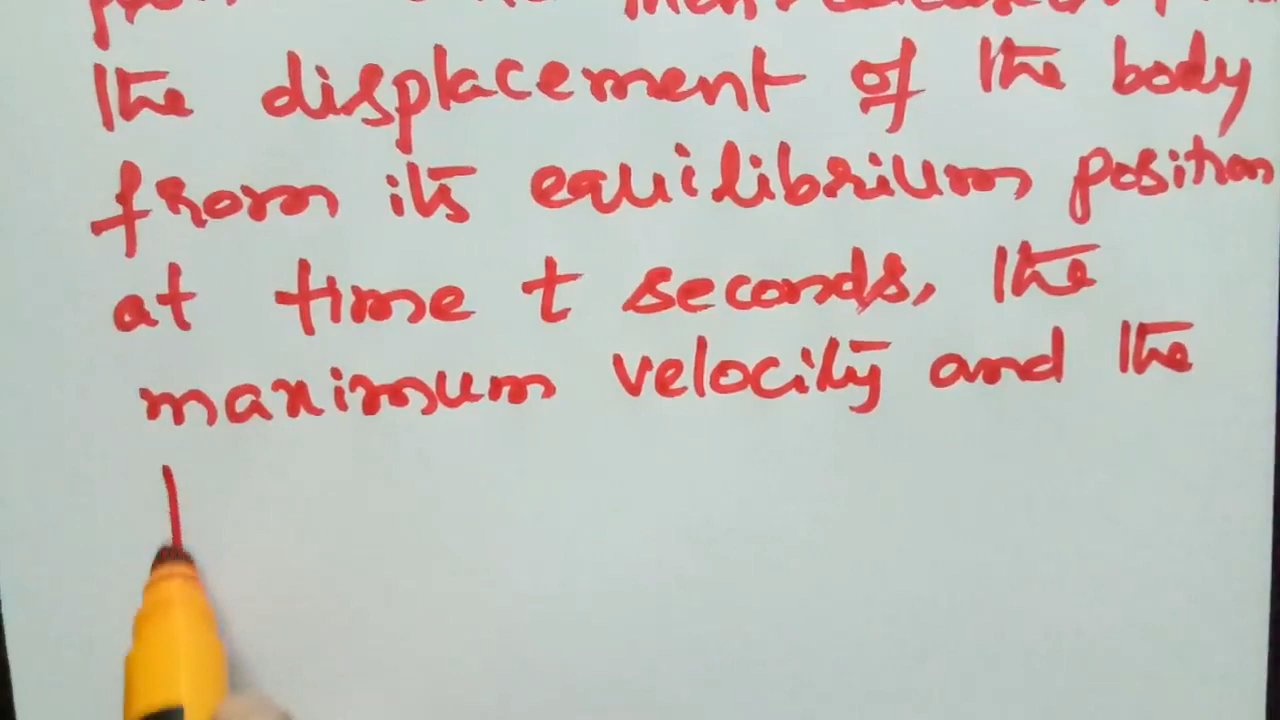 the displacement of the body
from its equilibrium position
at time t seconds, the
maximum velocity and the